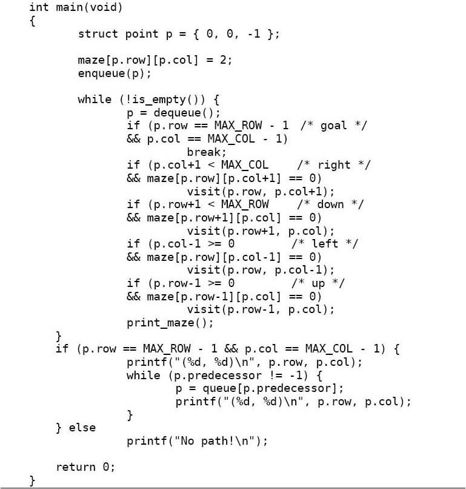 int main(void)
{
struct point p = { 0, 0, -1 };
maze[p.row][p.col] = 2;
enqueue(p);
while (!is_empty()) {
p = dequeue();
if (p.row == MAX_ROW - 1 /* goal */
&& p.col == MAX_COL - 1)
break;
if (p.col+1 < MAX_COL /* right */
&& maze[p.row][p.col+1] == 0)
visit(p.row, p.col+1);
if (p.row+1 < MAX_ROW /* down */
&& maze[p.row+1][p.col] == 0)
visit(p.row+1, p.col);
if (p.col-1 >= 0 /* left */
&& maze[p.row][p.col-1] == 0)
visit(p.row, p.col-1);
if (p.row-1 >= 0 /* up */
&& maze[p.row-1][p.col] == 0)
visit(p.row-1, p.col);
print_maze();
}
if (p.row == MAX_ROW - 1 && p.col == MAX_COL - 1) {
printf("(%d, %d)\n", p.row, p.col);
while (p.predecessor != -1) {
p = queue[p.predecessor];
printf("(%d, %d)\n", p.row, p.col);
}
} else
printf("No path!\n");
return 0;
}